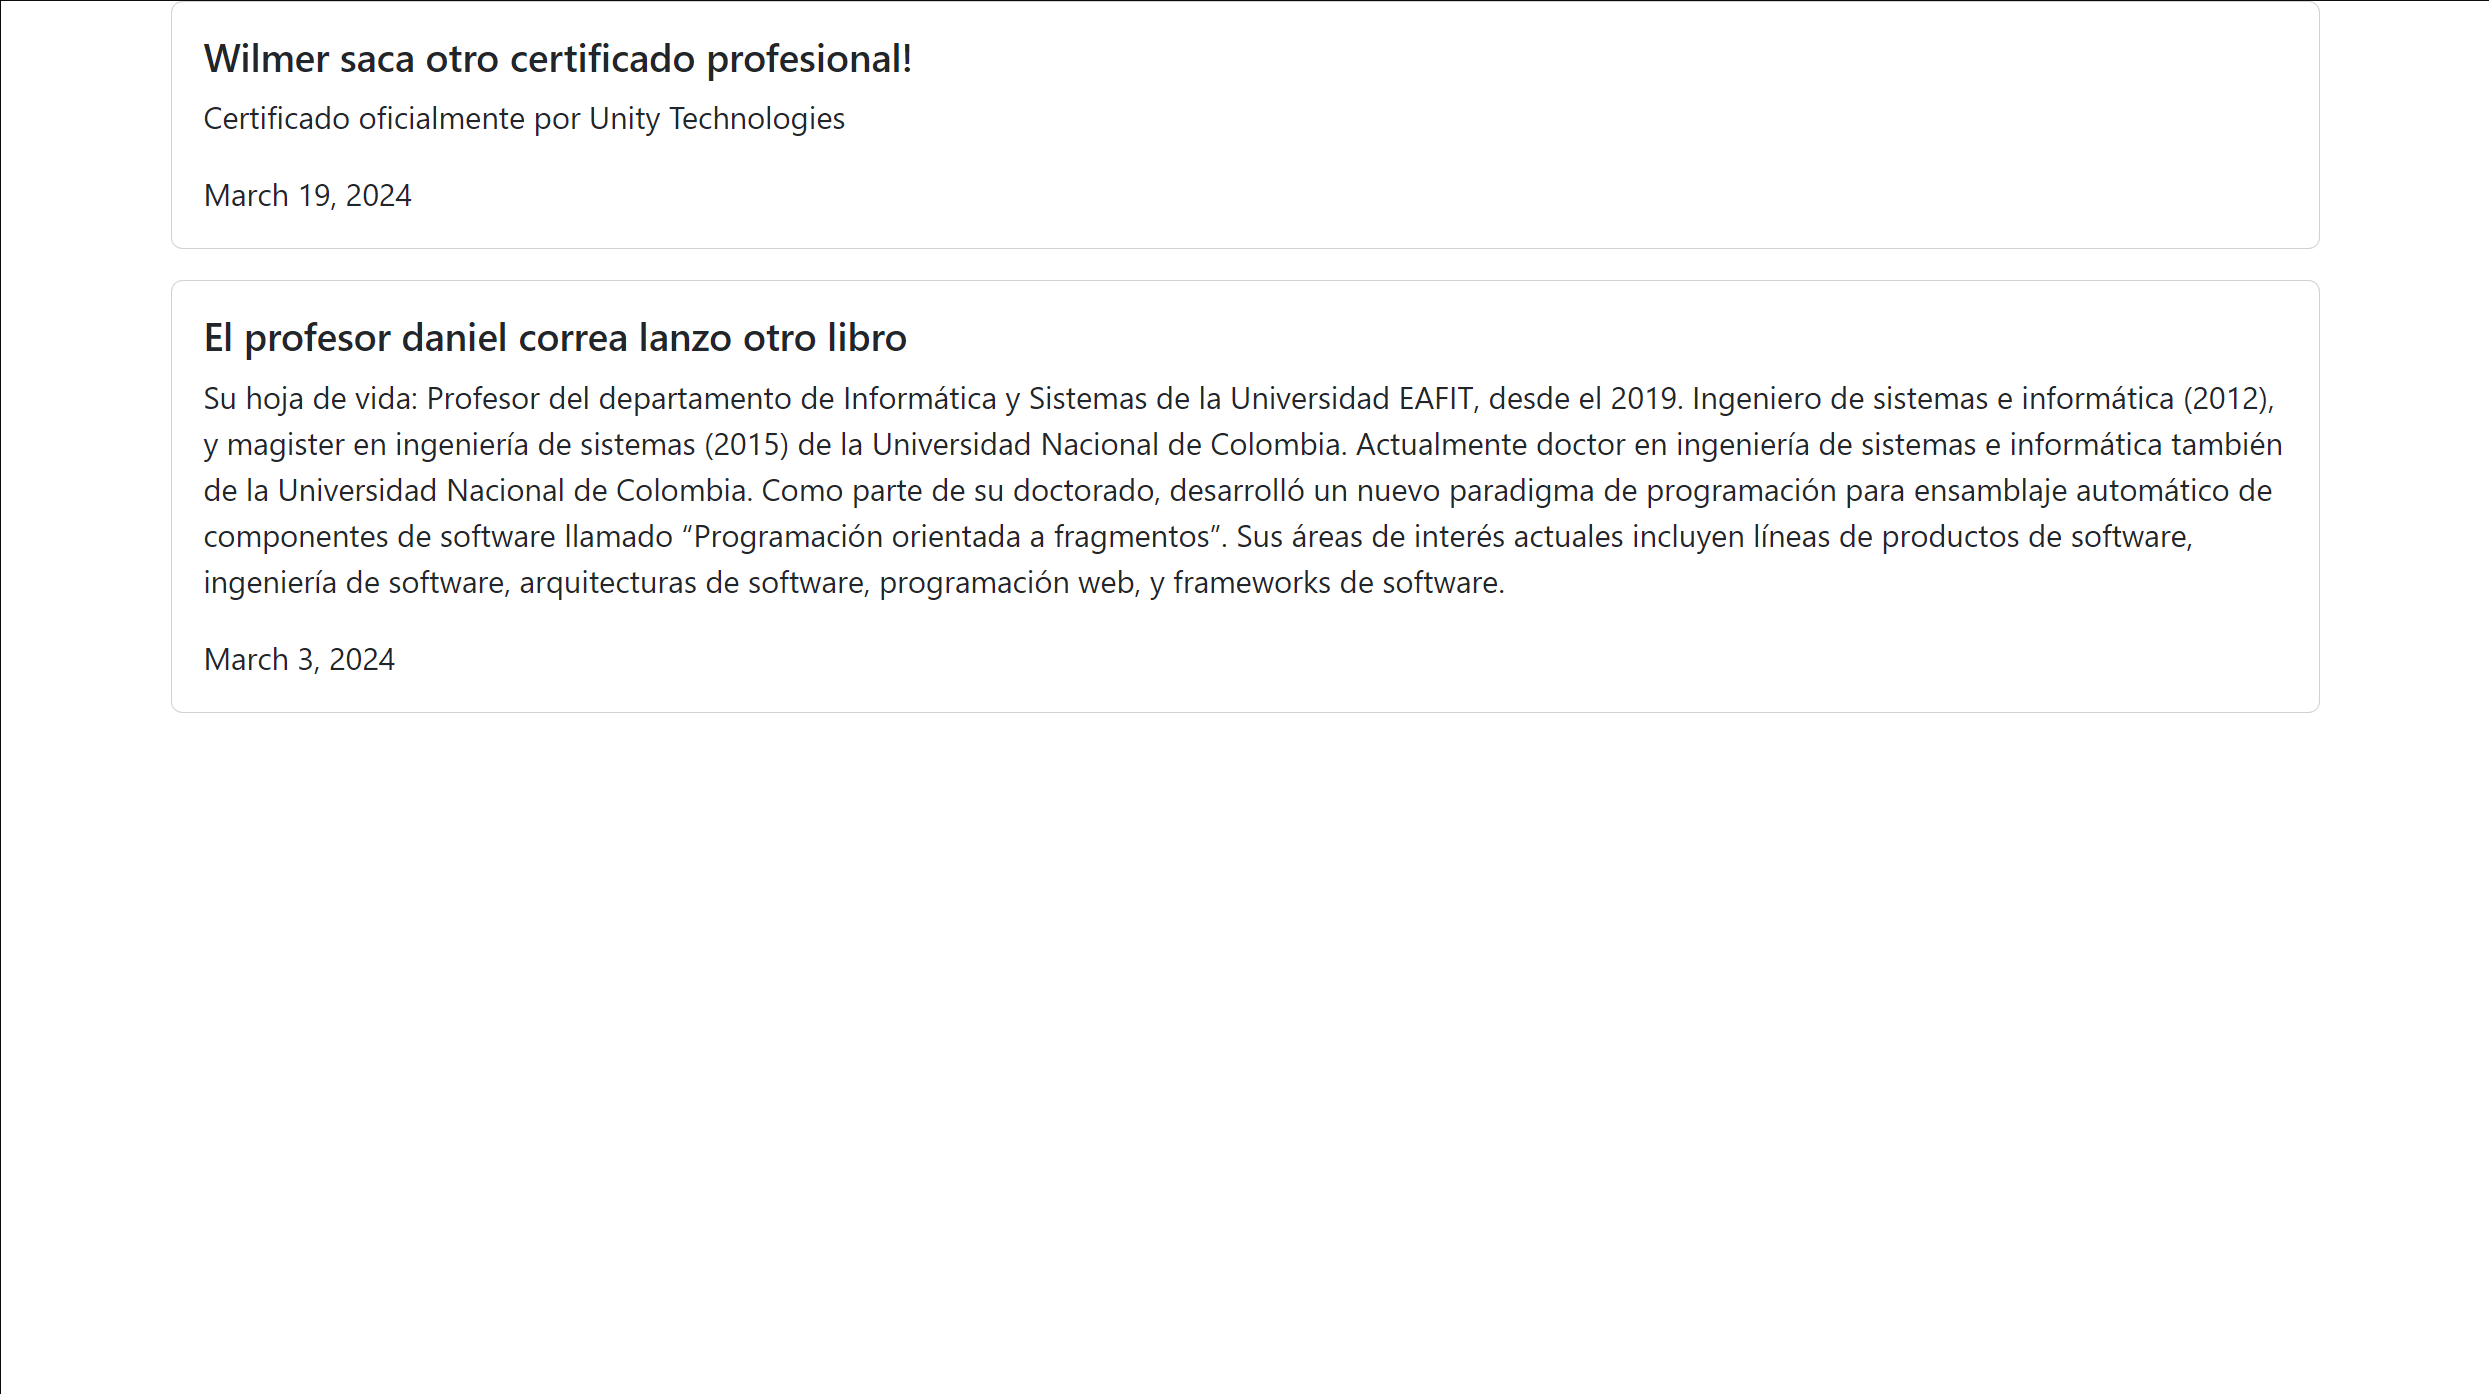 Wilmer saca otro certificado profesional!
Certificado oficialmente por Unity Technologies
March 19, 2024
El profesor daniel correa lanzo otro libro
Su hoja de vida: Profesor del departamento de Informática y Sistemas de la Universidad EAFIT, desde el 2019. Ingeniero de sistemas e informática (2012),
y magister en ingeniería de sistemas (2015) de la Universidad Nacional de Colombia. Actualmente doctor en ingeniería de sistemas e informática también
de la Universidad Nacional de Colombia. Como parte de su doctorado, desarrolló un nuevo paradigma de programación para ensamblaje automático de
componentes de software llamado “Programación orientada a fragmentos”. Sus áreas de interés actuales incluyen líneas de productos de software,
ingeniería de software, arquitecturas de software, programación web, y frameworks de software.
March 3, 2024